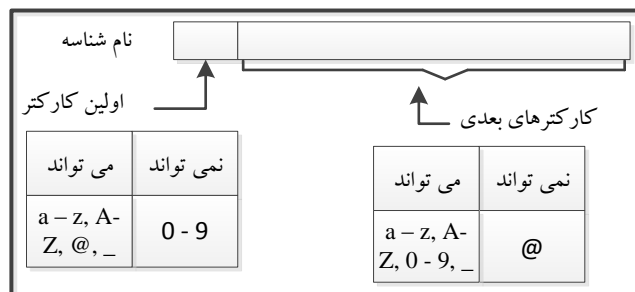 نام شناسه
اولین کارکتر
کارکترهای بعدی
می تواند
نمی تواند
a – z, A-
Z, @, _
0 - 9
می تواند
نمی تواند
a – z, A-
Z, 0 - 9, _
@